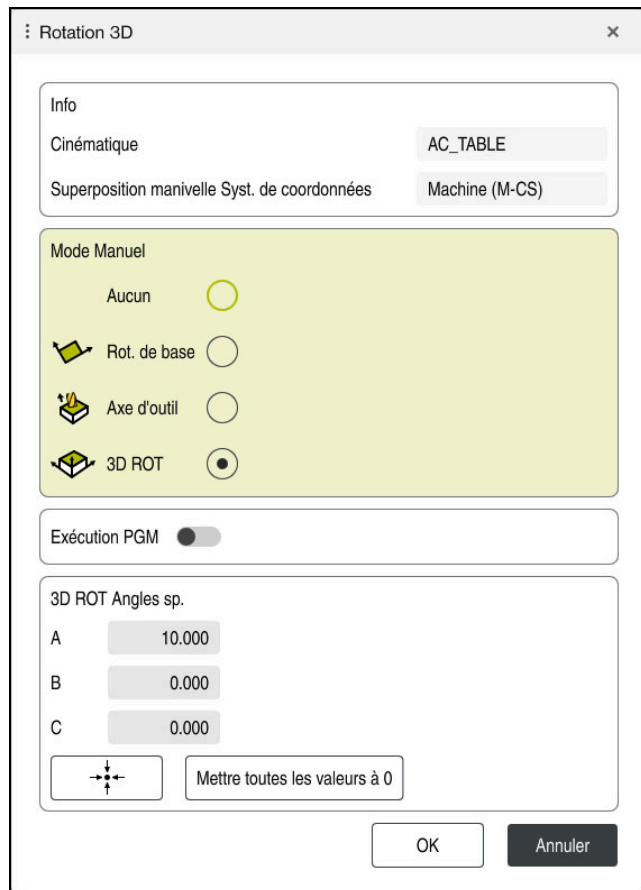 Rotation 3D
Info
Cinématique AC_TABLE
Superposition manivelle Syst. de coordonnées Machine (M-CS)
Mode Manuel
Aucun
Rot. de base
Axe d'outil
3D ROT
Exécution PGM
3D ROT Angles sp.
A 10.000
B 0.000
C 0.000
Mettre toutes les valeurs à 0
OK Annuler